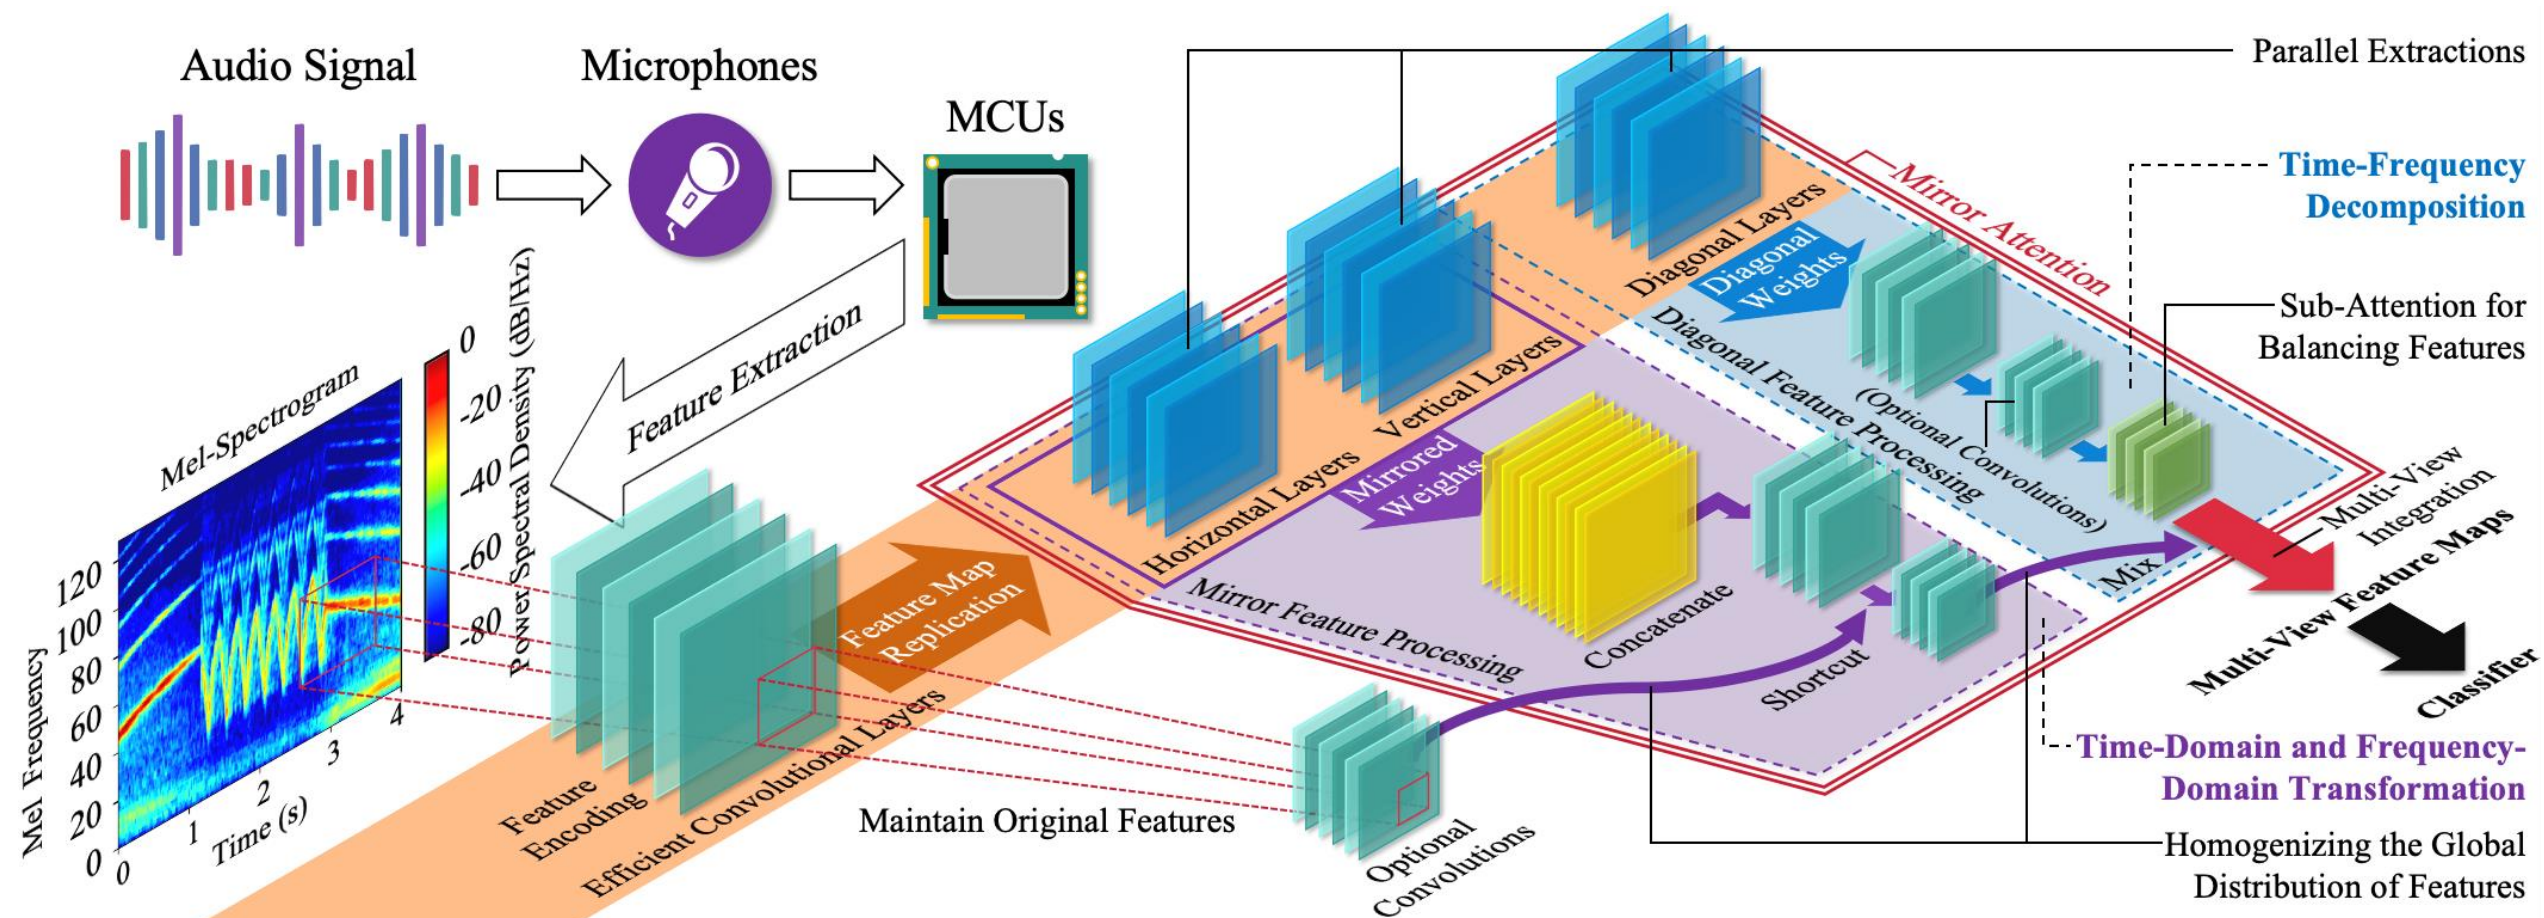 Audio Signal
Microphones
MCUs
Parallel Extractions
Time-Frequency
Decomposition
Mirror Attention
Sub-Attention for
Balancing Features
Feature Extraction
Mel-Spectrogram
0
-20
-40
-60
-80
Power Spectral Density (dB/Hz)
Mel Frequency
120
100
80
60
40
20
0
0
1
2
3
4
Time (s)
Feature
Encoding
Efficient Convolutional Layers
Feature Map
Replication
Horizontal Layers
Vertical Layers
Diagonal Layers
Diagonal
Weights
Diagonal Feature Processing
(Optional Convolutions)
Mirrored
Weights
Mirror Feature Processing
Concatenate
Shortcut
Mix
Multi-View
Integration
Multi-View Feature Maps
Classifier
Maintain Original Features
Optional
Convolutions
Time-Domain and Frequency-
Domain Transformation
Homogenizing the Global
Distribution of Features